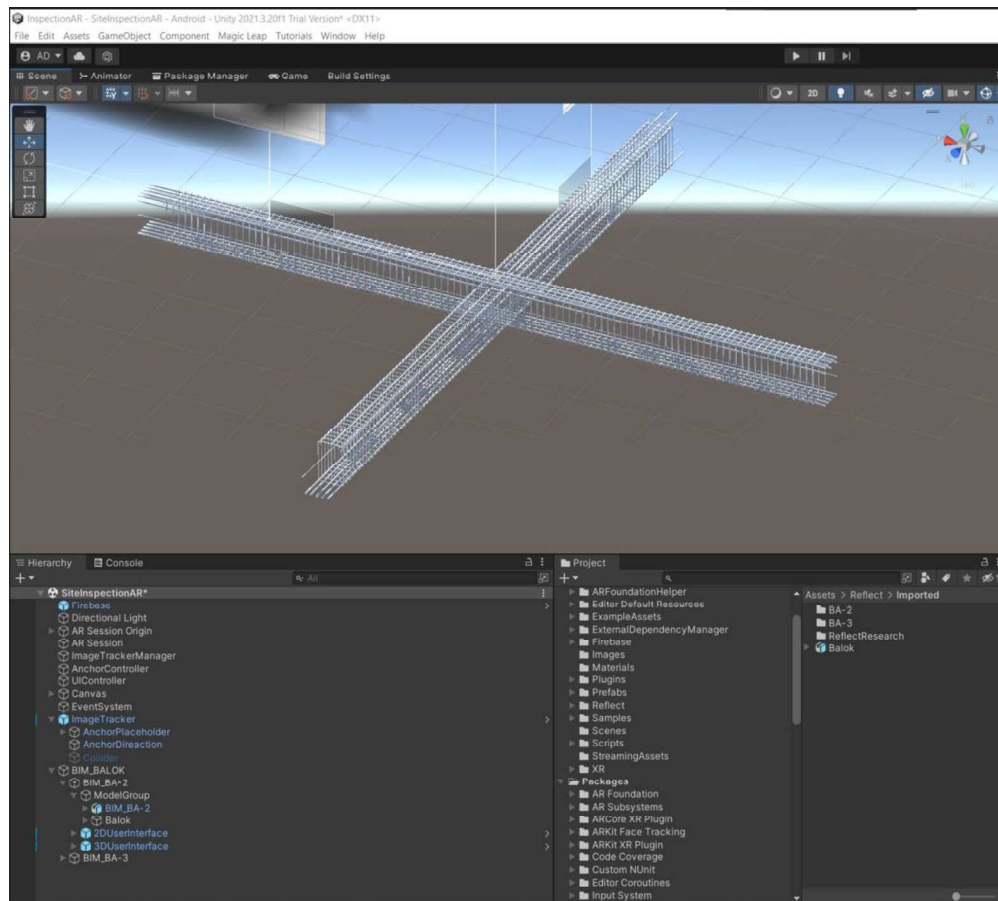 InspectionAR - SiteInspectionAR - Android - Unity 2021.3.20f1 Trial Version* <DX11>
File Edit Assets GameObject Component Magic Leap Tutorials Window Help
AD
Scene Animator Package Manager Game Build Settings
2D
Iso
Hierarchy Console
All
SiteInspectionAR*
Firebase
Directional Light
AR Session Origin
AR Session
ImageTrackerManager
AnchorController
UIController
Canvas
EventSystem
ImageTracker
AnchorPlaceholder
AnchorDireaction
Collider
BIM_BALOK
BIM_BA-2
ModelGroup
BIM_BA-2
Balok
2DUserInterface
3DUserInterface
BIM_BA-3
Project
ARFoundationHelper
Editor Default Resources
ExampleAssets
ExternalDependencyManager
Firebase
Images
Materials
Plugins
Prefabs
Reflect
Samples
Scenes
Scripts
StreamingAssets
XR
Packages
AR Foundation
AR Subsystems
ARCore XR Plugin
ARKit Face Tracking
ARKit XR Plugin
Code Coverage
Custom NUnit
Editor Coroutines
Input System
Assets > Reflect > Imported
BA-2
BA-3
ReflectResearch
Balok